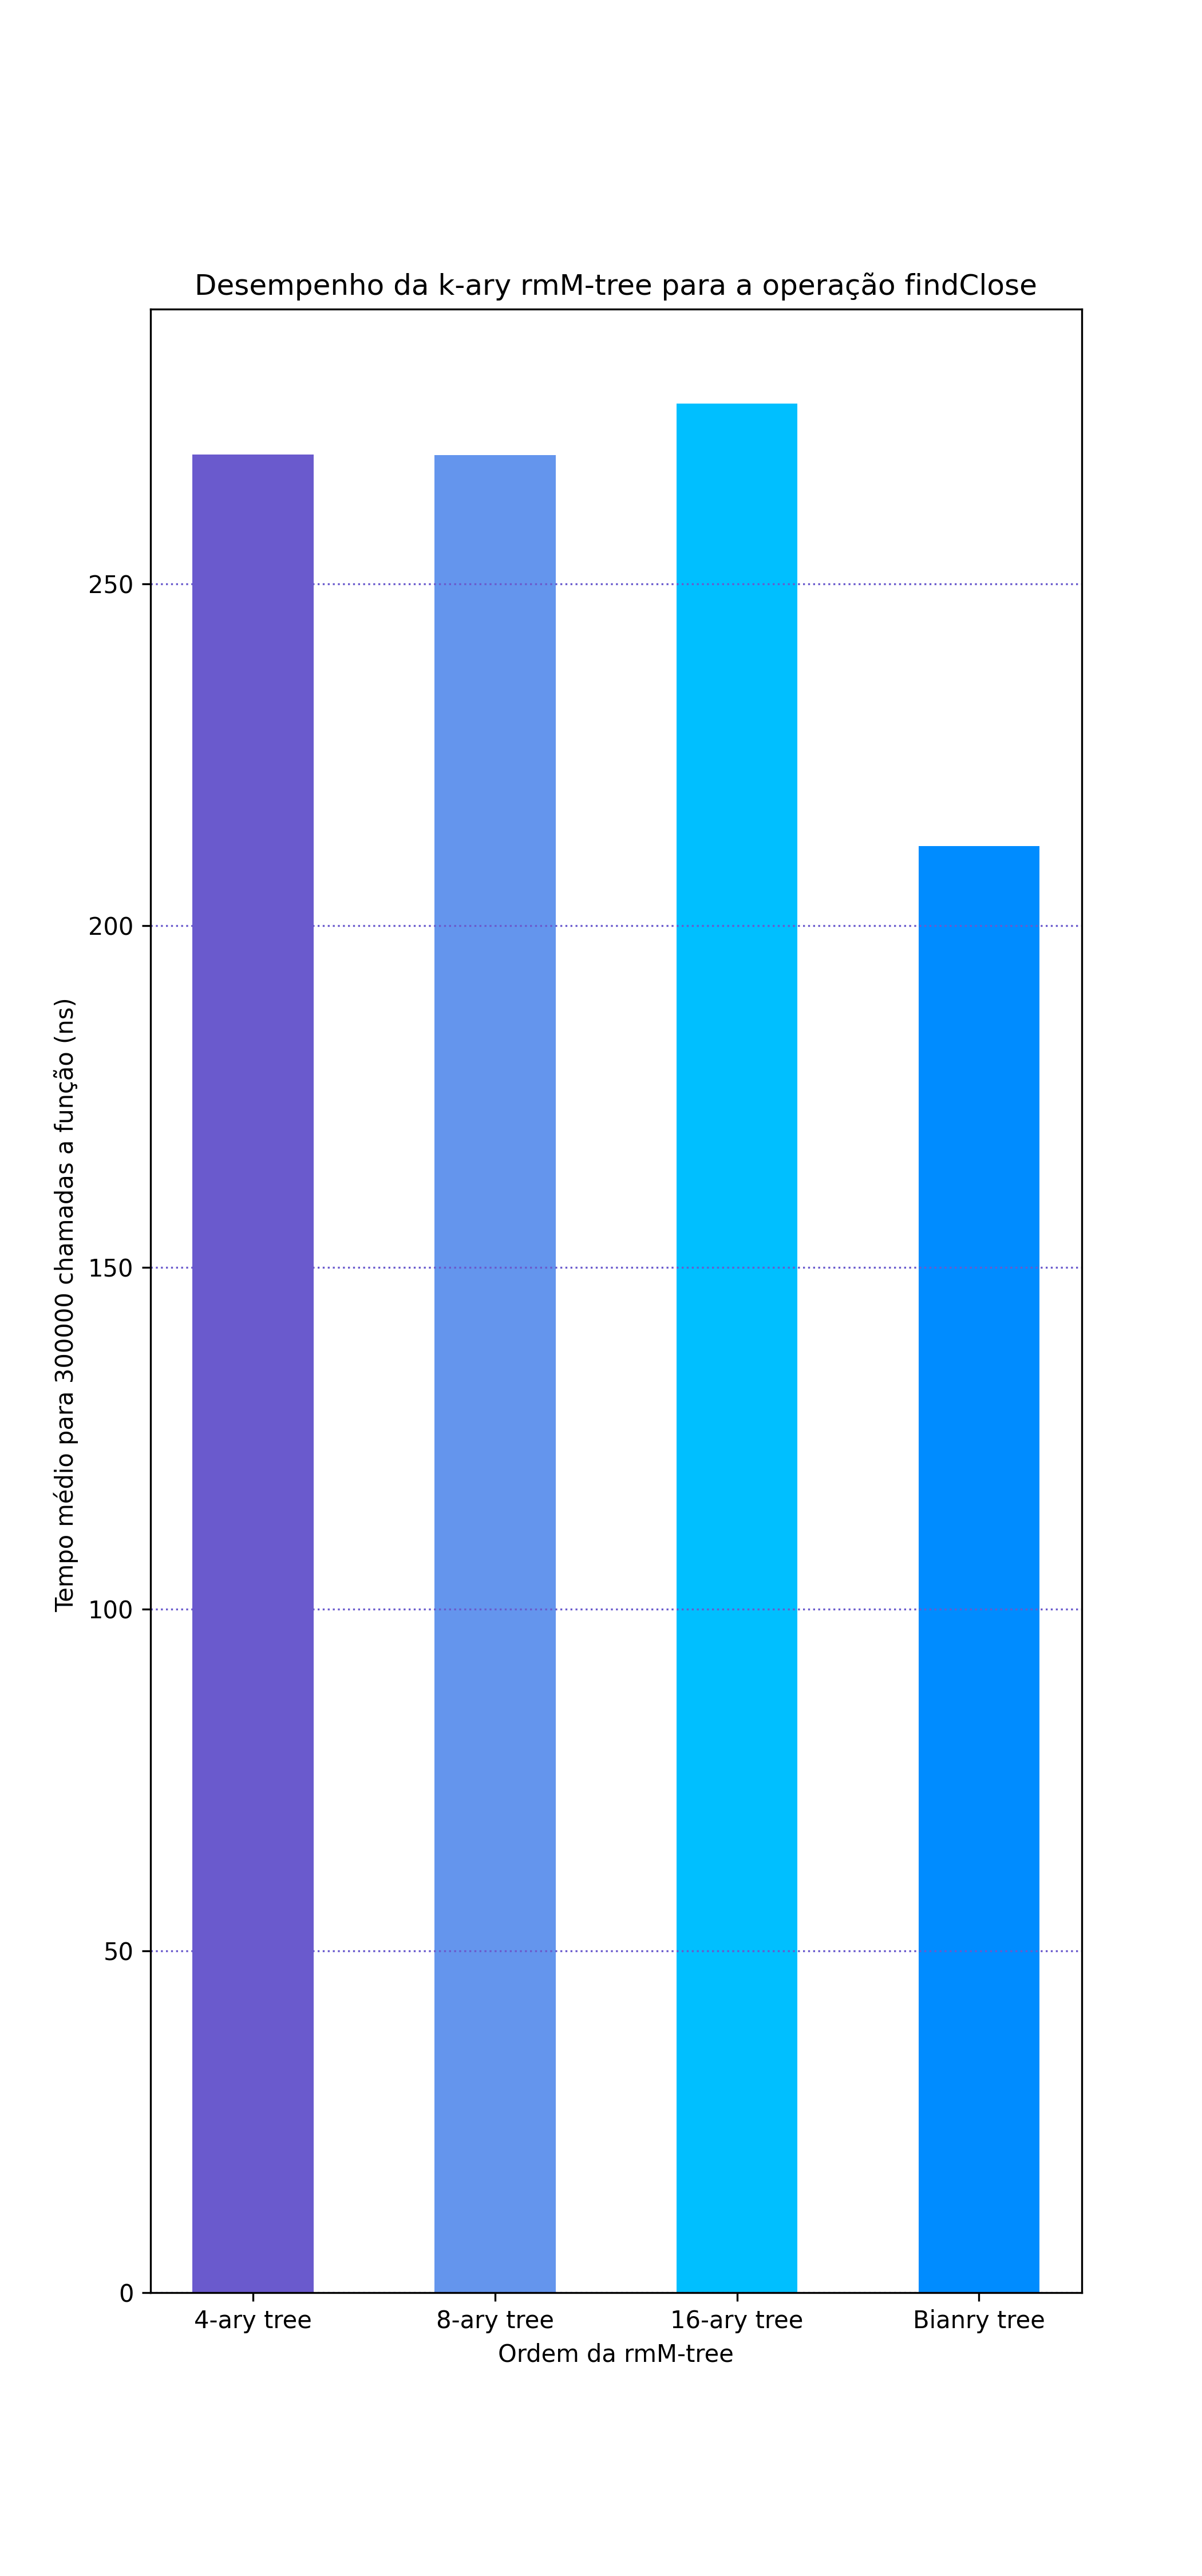 Desempenho da k-ary rmM-tree para a operação findClose
Tempo médio para 300000 chamadas a função (ns)
250
200
150
100
50
0
4-ary tree
8-ary tree
16-ary tree
Bianry tree
Ordem da rmM-tree